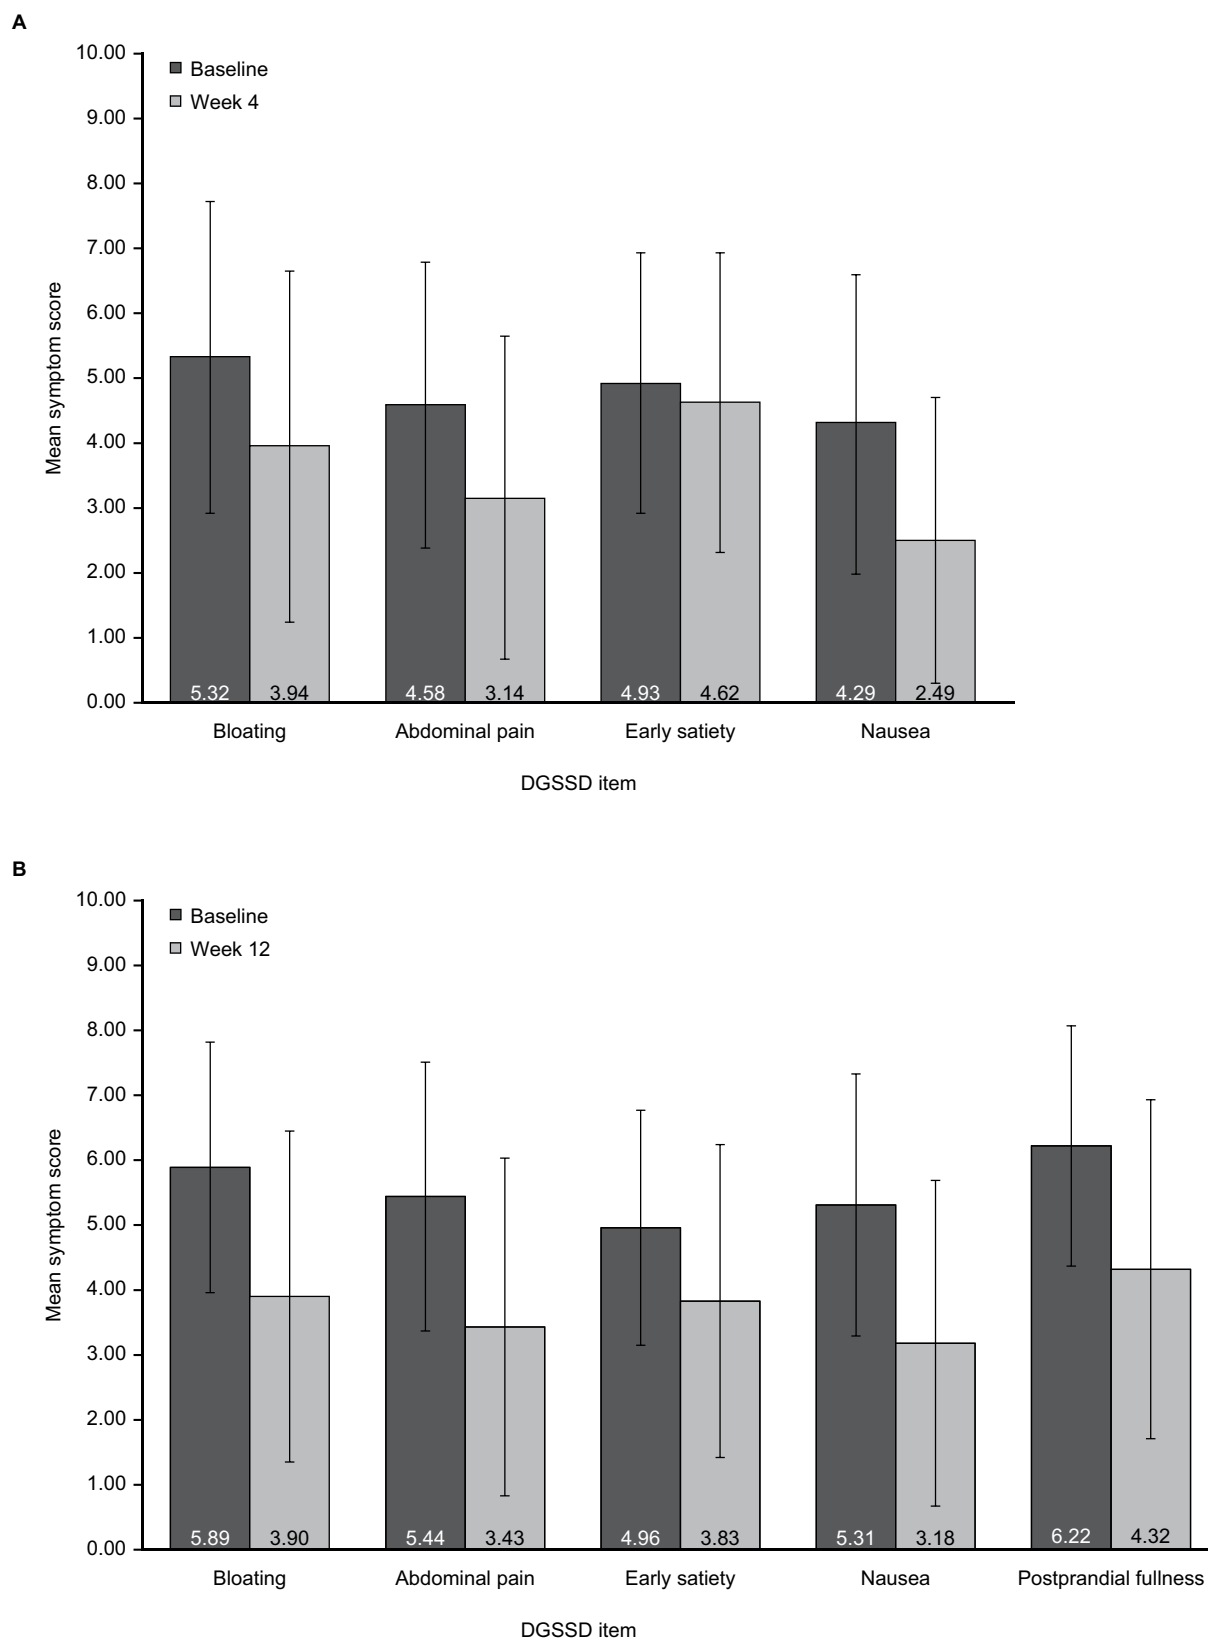 A
10.00
9.00
8.00
7.00
6.00
5.00
4.00
3.00
2.00
1.00
0.00
Mean symptom score
Baseline
Week 4
5.32 3.94 4.58 3.14 4.93 4.62 4.29 2.49
Bloating Abdominal pain Early satiety Nausea
DGSSD item
B
10.00
9.00
8.00
7.00
6.00
5.00
4.00
3.00
2.00
1.00
0.00
Mean symptom score
Baseline
Week 12
5.89 3.90 5.44 3.43 4.96 3.83 5.31 3.18 6.22 4.32
Bloating Abdominal pain Early satiety Nausea Postprandial fullness
DGSSD item